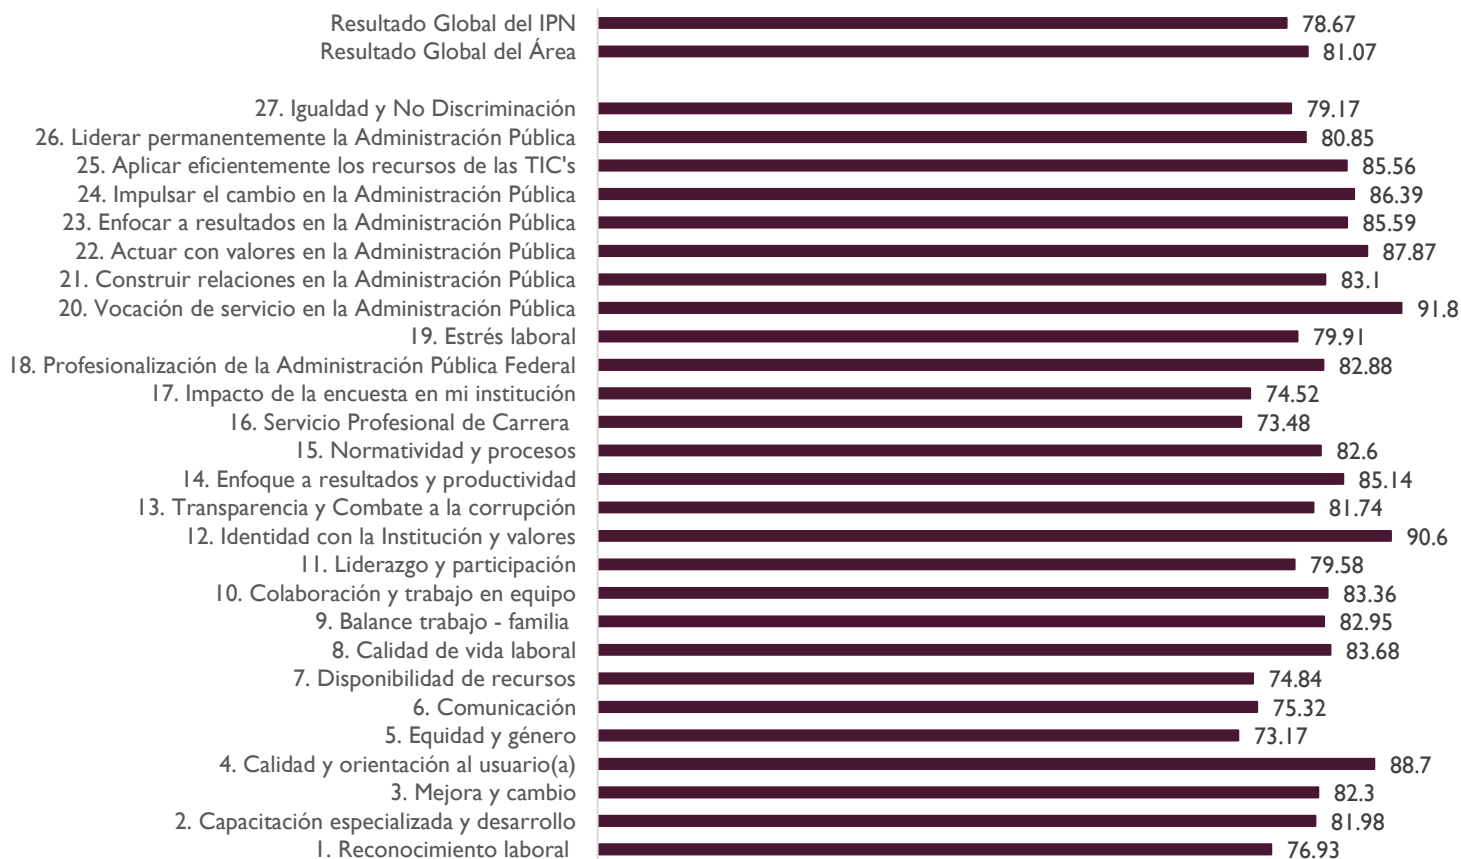 Resultado Global del IPN 78.67
Resultado Global del Área 81.07
27. Igualdad y No Discriminación 79.17
26. Liderar permanentemente la Administración Pública 80.85
25. Aplicar eficientemente los recursos de las TIC's 85.56
24. Impulsar el cambio en la Administración Pública 86.39
23. Enfocar a resultados en la Administración Pública 85.59
22. Actuar con valores en la Administración Pública 87.87
21. Construir relaciones en la Administración Pública 83.1
20. Vocación de servicio en la Administración Pública 91.8
19. Estrés laboral 79.91
18. Profesionalización de la Administración Pública Federal 82.88
17. Impacto de la encuesta en mi institución 74.52
16. Servicio Profesional de Carrera 73.48
15. Normatividad y procesos 82.6
14. Enfoque a resultados y productividad 85.14
13. Transparencia y Combate a la corrupción 81.74
12. Identidad con la Institución y valores 90.6
11. Liderazgo y participación 79.58
10. Colaboración y trabajo en equipo 83.36
9. Balance trabajo - familia 82.95
8. Calidad de vida laboral 83.68
7. Disponibilidad de recursos 74.84
6. Comunicación 75.32
5. Equidad y género 73.17
4. Calidad y orientación al usuario(a) 88.7
3. Mejora y cambio 82.3
2. Capacitación especializada y desarrollo 81.98
1. Reconocimiento laboral 76.93